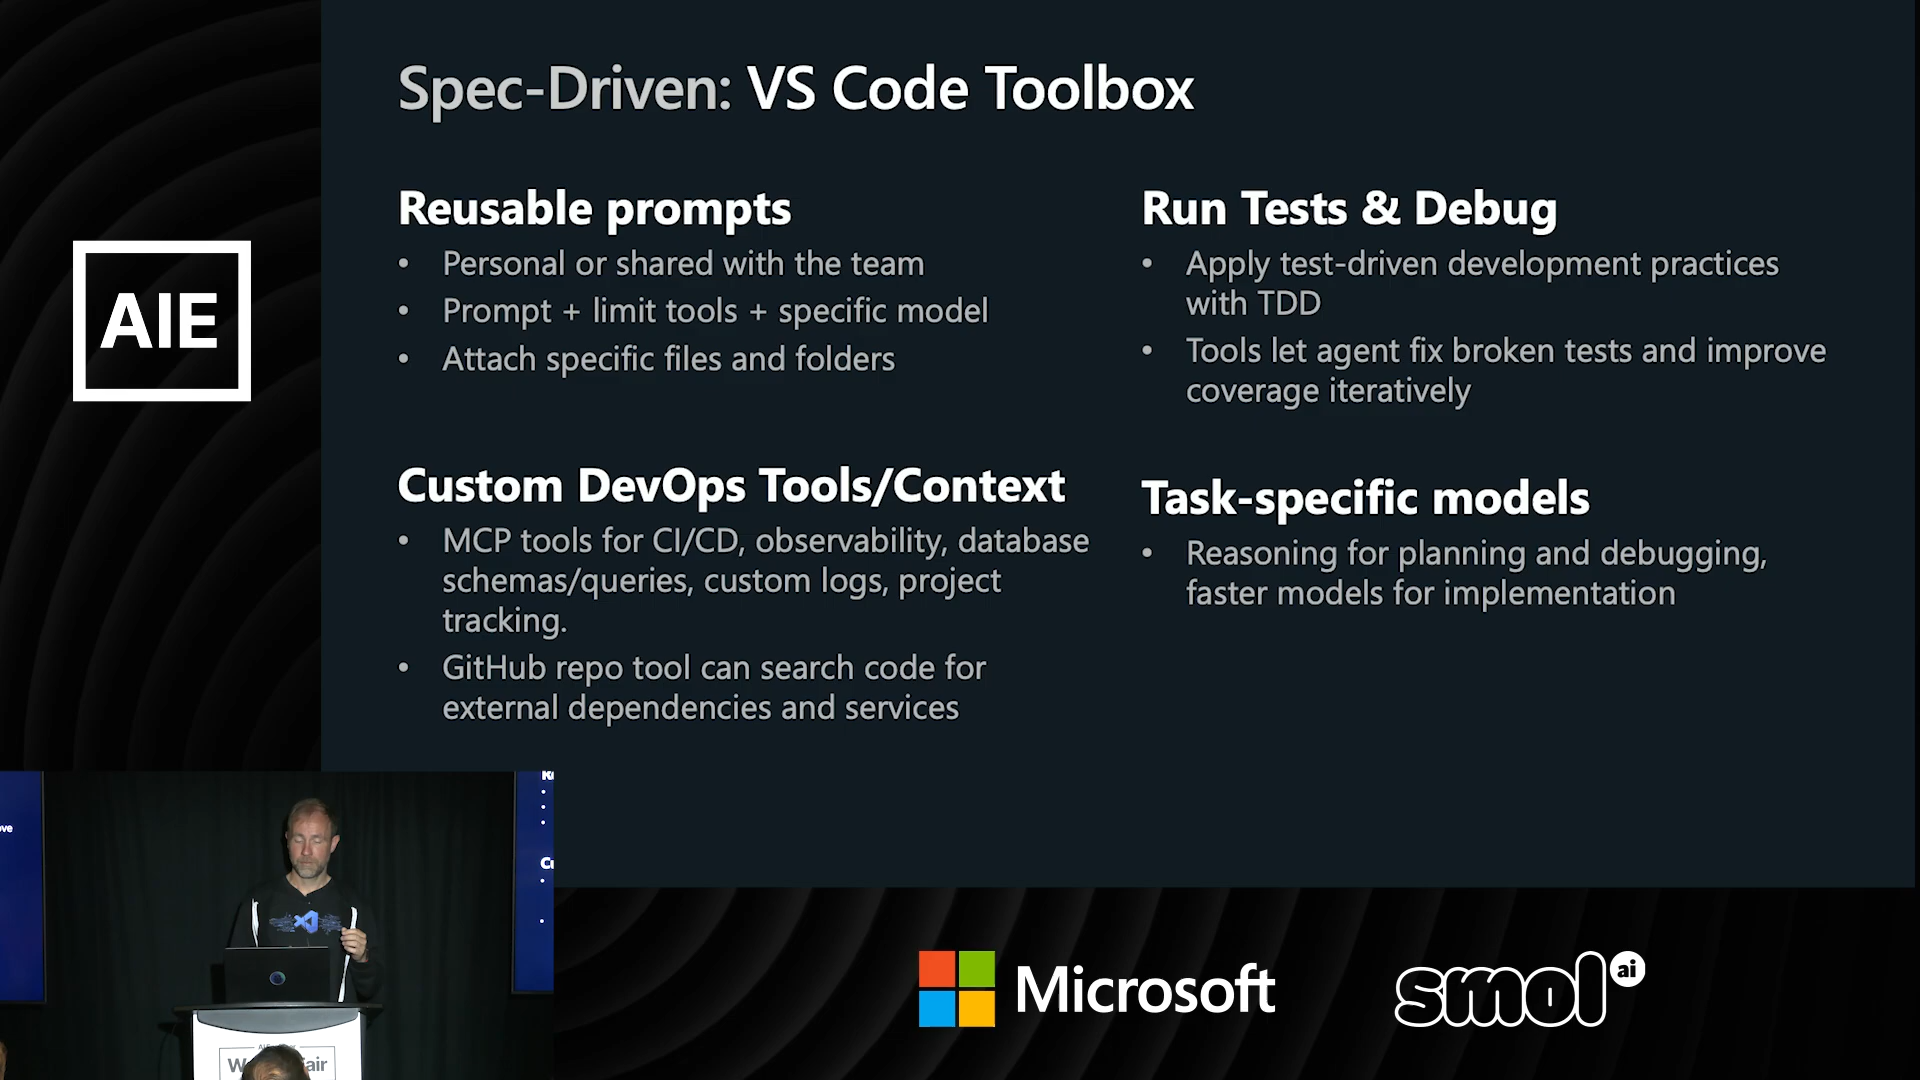 Spec-Driven: VS Code Toolbox
Reusable prompts
• Personal or shared with the team
• Prompt + limit tools + specific model
• Attach specific files and folders
Custom DevOps Tools/Context
• MCP tools for CI/CD, observability, database
schemas/queries, custom logs, project
tracking.
• GitHub repo tool can search code for
external dependencies and services
Run Tests & Debug
• Apply test-driven development practices
with TDD
• Tools let agent fix broken tests and improve
coverage iteratively
Task-specific models
• Reasoning for planning and debugging,
faster models for implementation
AIE
Microsoft
smol ai